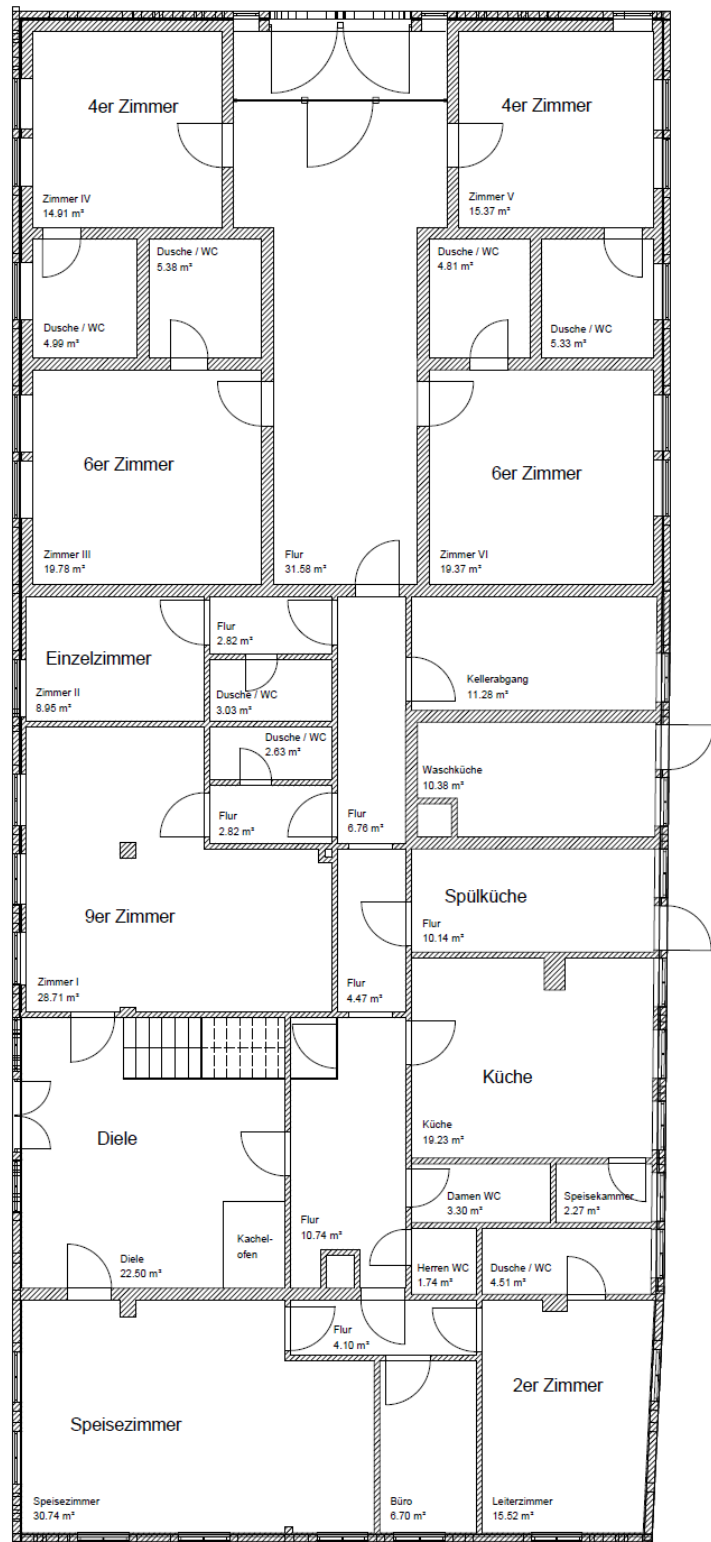 4er Zimmer
Zimmer IV
14.91 m²
4er Zimmer
Zimmer V
15.37 m²
Dusche / WC
4.99 m²
Dusche / WC
5.38 m²
Dusche / WC
4.81 m²
Dusche / WC
5.33 m²
6er Zimmer
Zimmer III
19.78 m²
Flur
31.58 m²
6er Zimmer
Zimmer VI
19.37 m²
Einzelzimmer
Zimmer II
8.95 m²
Flur
2.82 m²
Dusche / WC
3.03 m²
Kellerabgang
11.28 m²
Dusche / WC
2.63 m²
Flur
2.82 m²
Flur
6.76 m²
Waschküche
10.38 m²
9er Zimmer
Zimmer I
28.71 m²
Flur
4.47 m²
Spülküche
Flur
10.14 m²
Küche
Küche
19.23 m²
Diele
Diele
22.50 m²
Kachel-
ofen
Flur
10.74 m²
Damen WC
3.30 m²
Speisekammer
2.27 m²
Herren WC
1.74 m²
Dusche / WC
4.51 m²
Flur
4.10 m²
Speisezimmer
Speisezimmer
30.74 m²
Büro
6.70 m²
2er Zimmer
Leiterzimmer
15.52 m²